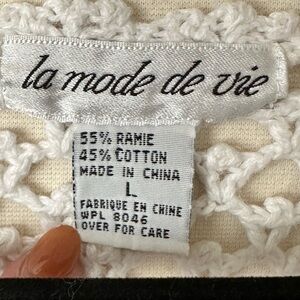 la mode de vie
55% RAMIE
45% COTTON
MADE IN CHINA
L
FABRIQUE EN CHINE
WPL 8046
OVER FOR CARE